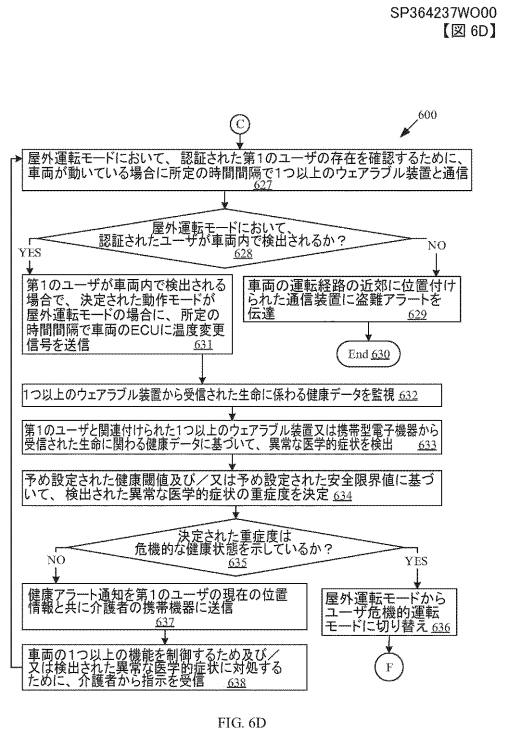 SP364237WO00
【図 6D】
C
600
屋外運転モードにおいて、認証された第1のユーザの存在を確認するために、
車両が動いている場合に所定の時間間隔で1つ以上のウェアラブル装置と通信
627
屋外運転モードにおいて、
認証されたユーザが車両内で検出されるか?
628
YES
NO
第1のユーザが車両内で検出される
場合で、決定された動作モードが
屋外運転モードの場合に、所定の
時間間隔で車両のECUに温度変更
信号を送信 631
車両の運転経路の近郊に位置付け
られた通信装置に盗難アラートを
伝達 629
End 630
1つ以上のウェアラブル装置から受信された生命に係わる健康データを監視 632
第1のユーザと関連付けられた1つ以上のウェアラブル装置又は携帯型電子機器から
受信された生命に関わる健康データに基づいて、異常な医学的症状を検出 633
予め設定された健康閾値及び/又は予め設定された安全限界値に基づ
いて、検出された異常な医学的症状の重症度を決定 634
決定された重症度は
危機的な健康状態を示しているか?
635
NO
YES
健康アラート通知を第1のユーザの現在の位置
情報と共に介護者の携帯機器に送信
637
屋外運転モードから
ユーザ危機的運転
モードに切り替え 636
車両の1つ以上の機能を制御するため及び/
又は検出された異常な医学的症状に対処する
ために、介護者から指示を受信 638
F
FIG. 6D